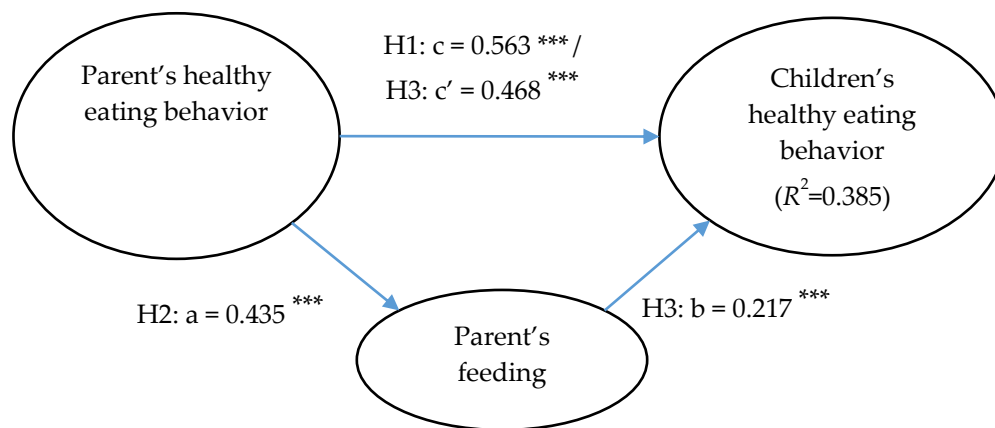 Parent’s healthy
eating behavior
H1: c = 0.563 ***/
H3: c’ = 0.468 ***
Children’s
healthy eating
behavior
(R²=0.385)
H2: a = 0.435 ***
Parent’s
feeding
H3: b = 0.217 ***